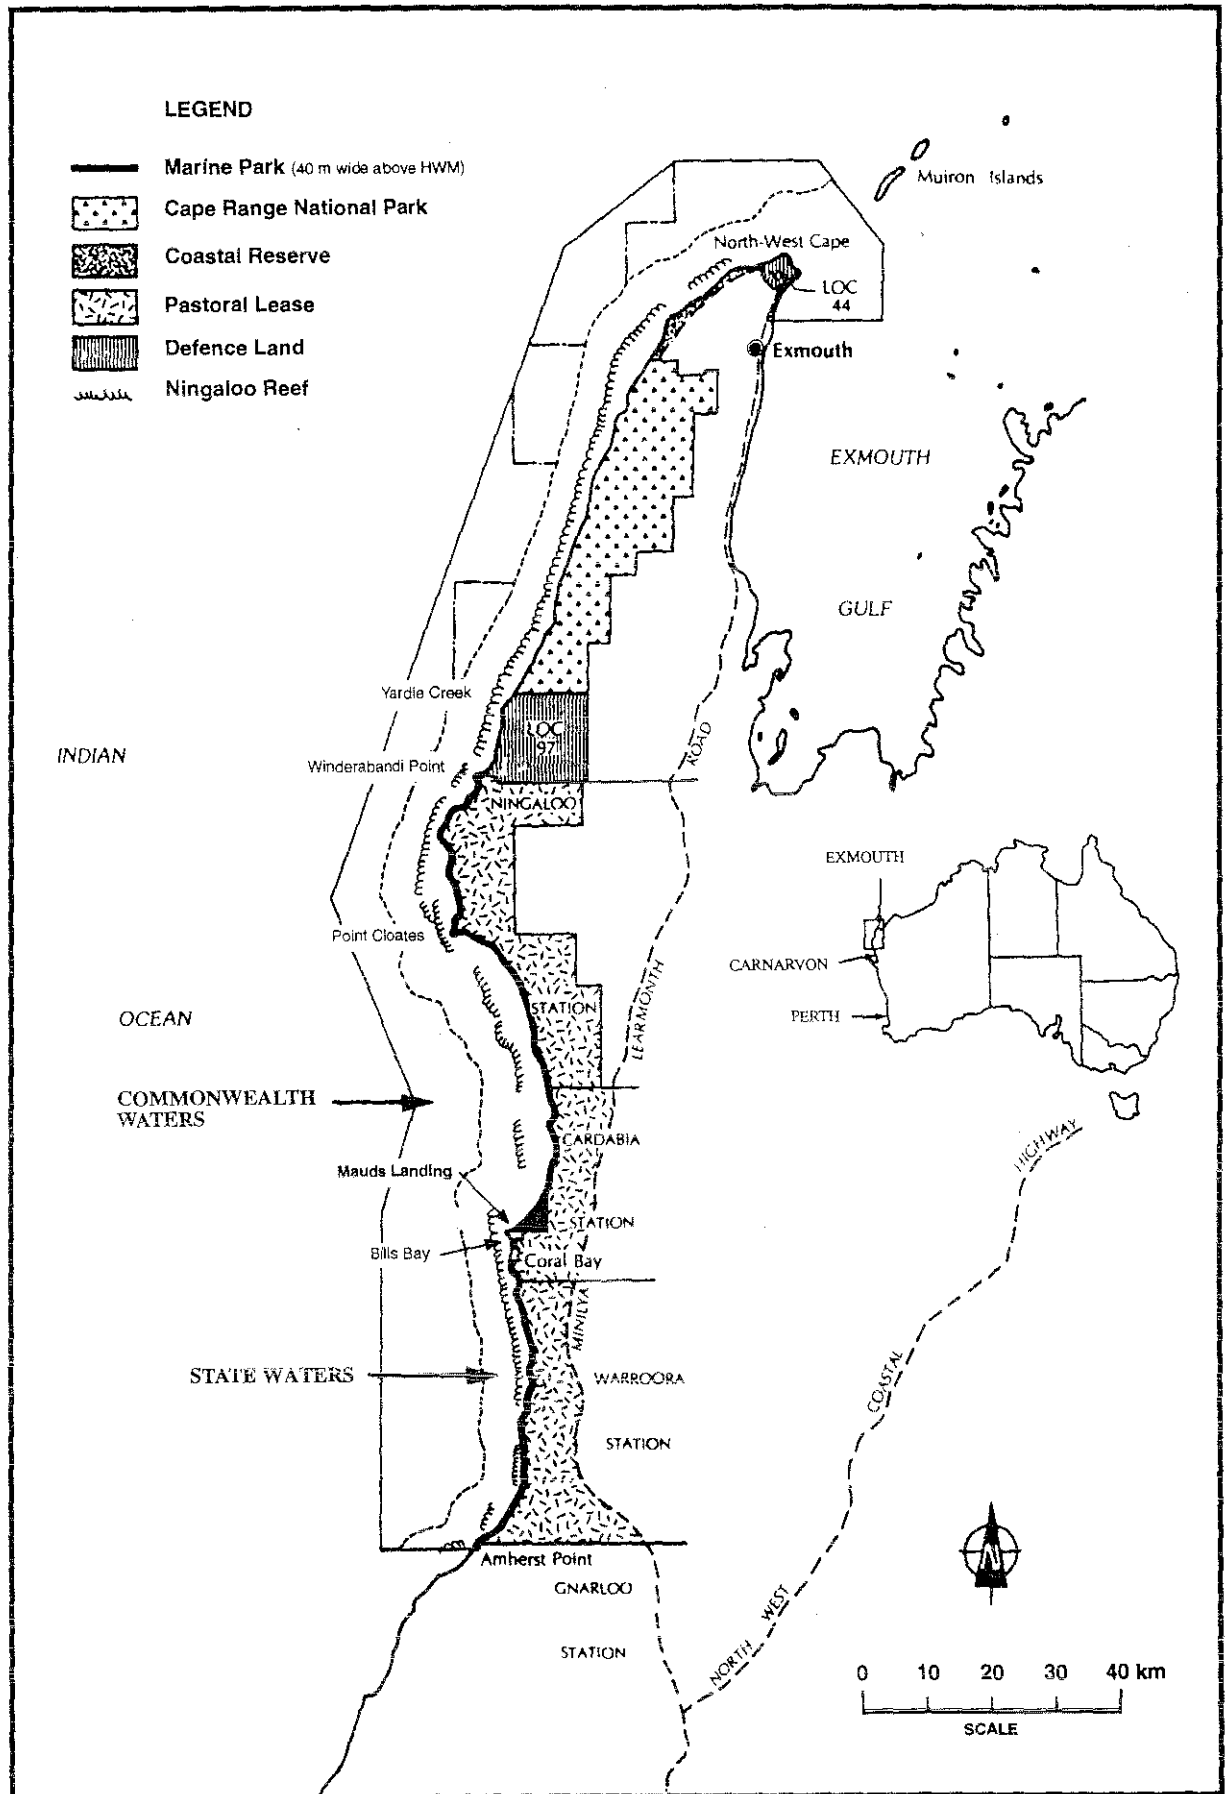 LEGEND
Marine Park (40 m wide above HWM)
Cape Range National Park
Coastal Reserve
Pastoral Lease
Defence Land
Ningaloo Reef
Muiron Islands
North-West Cape
LOC
44
Exmouth
EXMOUTH
GULF
Yardie Creek
LOC
97
ROAD
INDIAN
Winderabandi Point
NINGALOO
EXMOUTH
Point Cloates
CARNARVON
LEARMONTH
STATION
PERTH
OCEAN
COMMONWEALTH
WATERS
CARDABIA
HIGHWAY
Mauds Landing
STATION
Bills Bay
Coral Bay
MINILYA
STATE WATERS
WARROORA
COASTAL
STATION
Amherst Point
GNARLOO
WEST
STATION
NORTH
N
0 10 20 30 40 km
SCALE